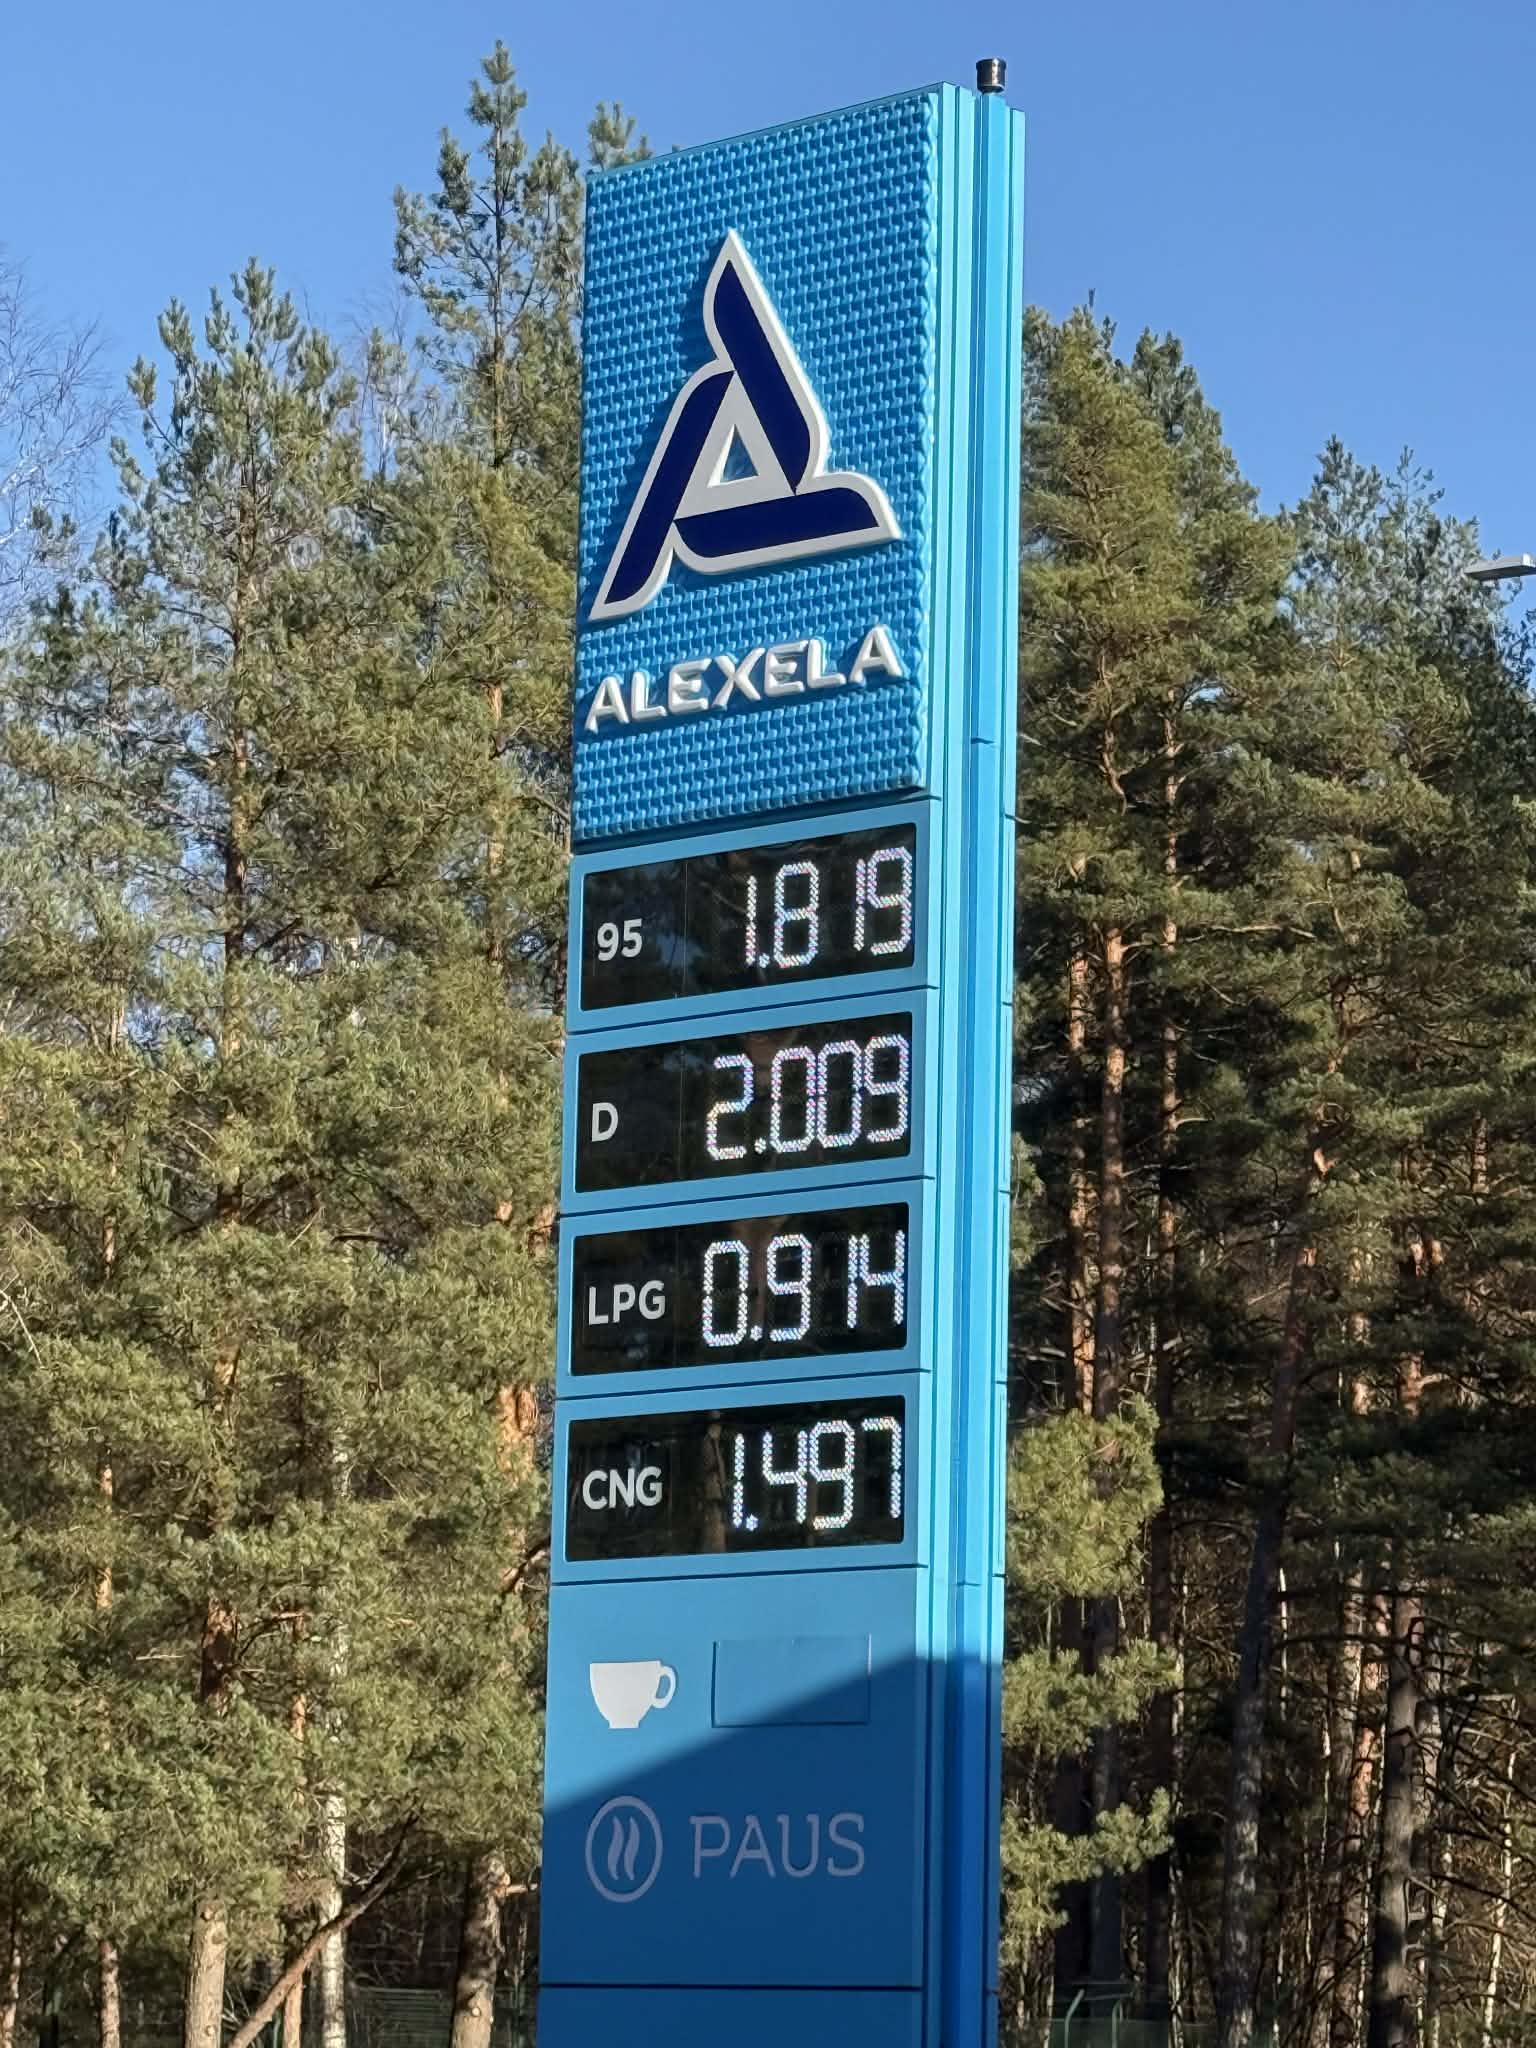 ALEXELA
95 1.819
D 2.009
LPG 0.914
CNG 1.497
PAUS